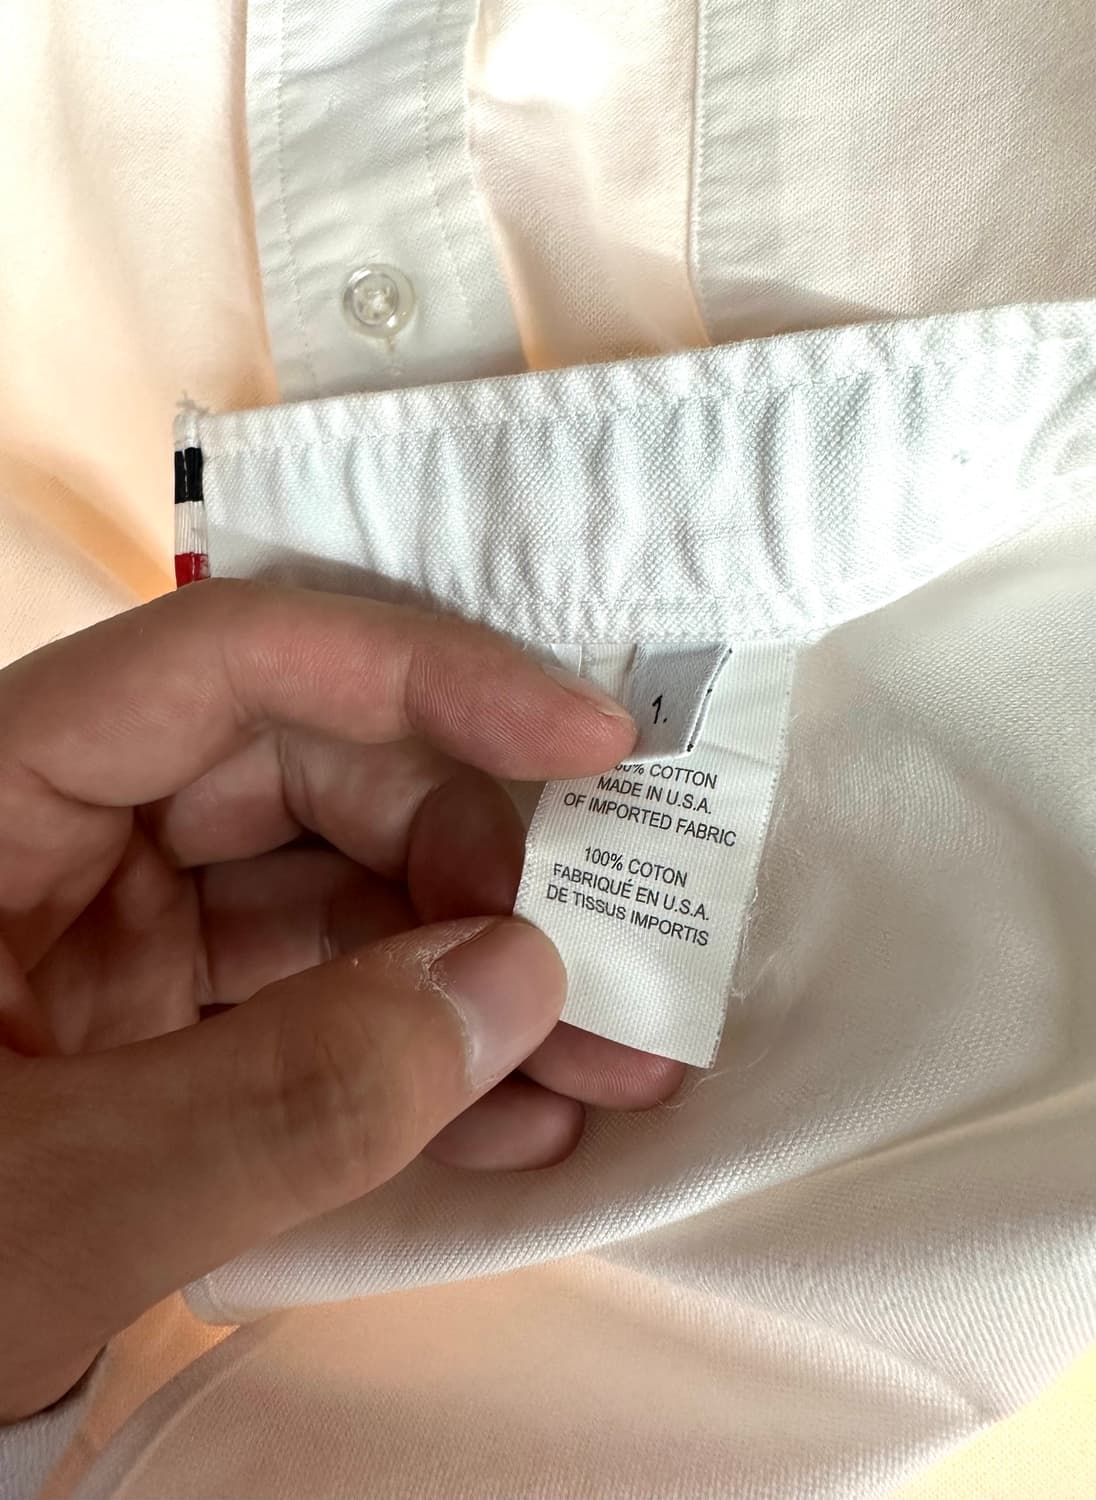 1.
COTTON
MADE IN U.S.A.
OF IMPORTED FABRIC
100% COTON
FABRIQUÉ EN U.S.A.
DE TISSUS IMPORTIS